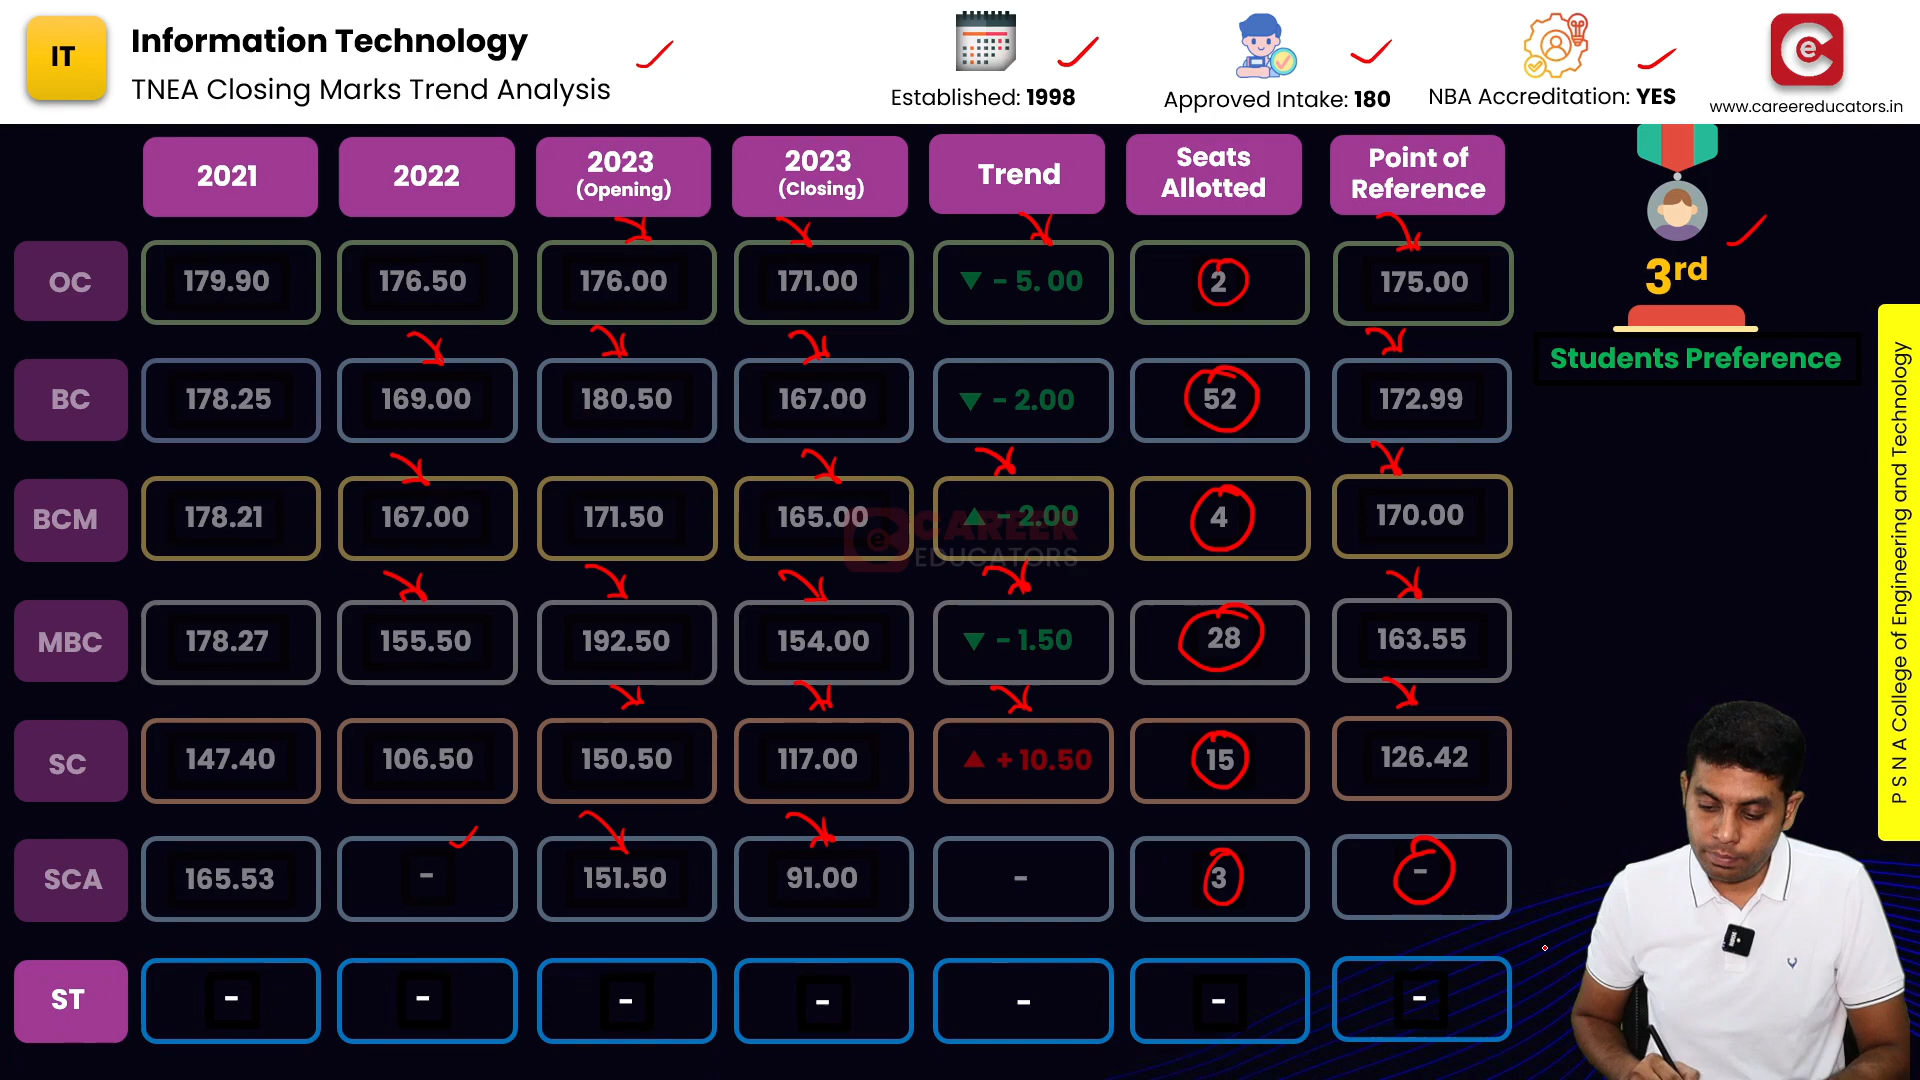 IT
Information Technology
TNEA Closing Marks Trend Analysis
Established: 1998
Approved Intake: 180
NBA Accreditation: YES
e
www.careereducators.in
2021
2022
2023
(Opening)
2023
(Closing)
Trend
Seats
Allotted
Point of
Reference
OC
179.90
176.50
176.00
171.00
▼ - 5. 00
2
175.00
BC
178.25
169.00
180.50
167.00
▼ - 2.00
52
172.99
BCM
178.21
167.00
171.50
165.00
▲ - 2.00
4
170.00
e CAREER
EDUCATORS
MBC
178.27
155.50
192.50
154.00
▼ - 1.50
28
163.55
SC
147.40
106.50
150.50
117.00
▲ + 10.50
15
126.42
SCA
165.53
-
151.50
91.00
-
3
-
ST
-
-
-
-
-
-
-
3rd
Students Preference
P S N A College of Engineering and Technology